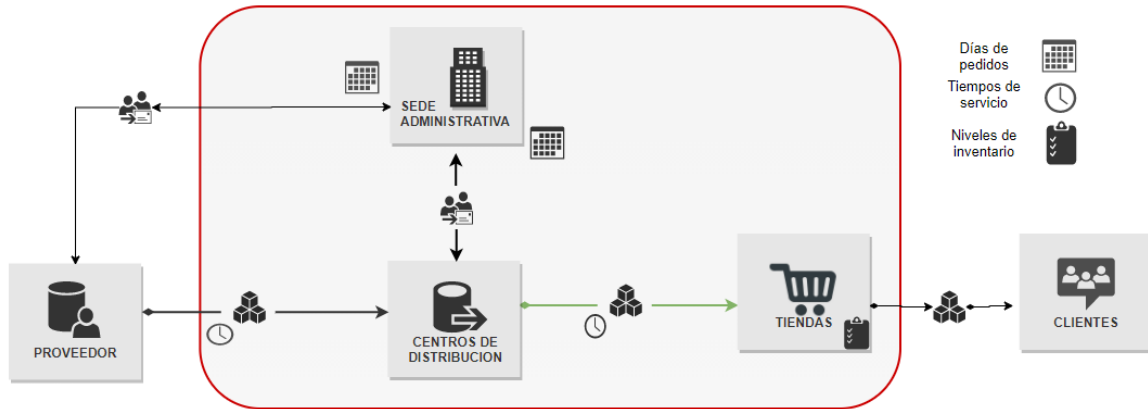 Días de
pedidos
Tiempos de
servicio
Niveles de
inventario
SEDE
ADMINISTRATIVA
PROVEEDOR
CENTROS DE
DISTRIBUCION
TIENDAS
CLIENTES